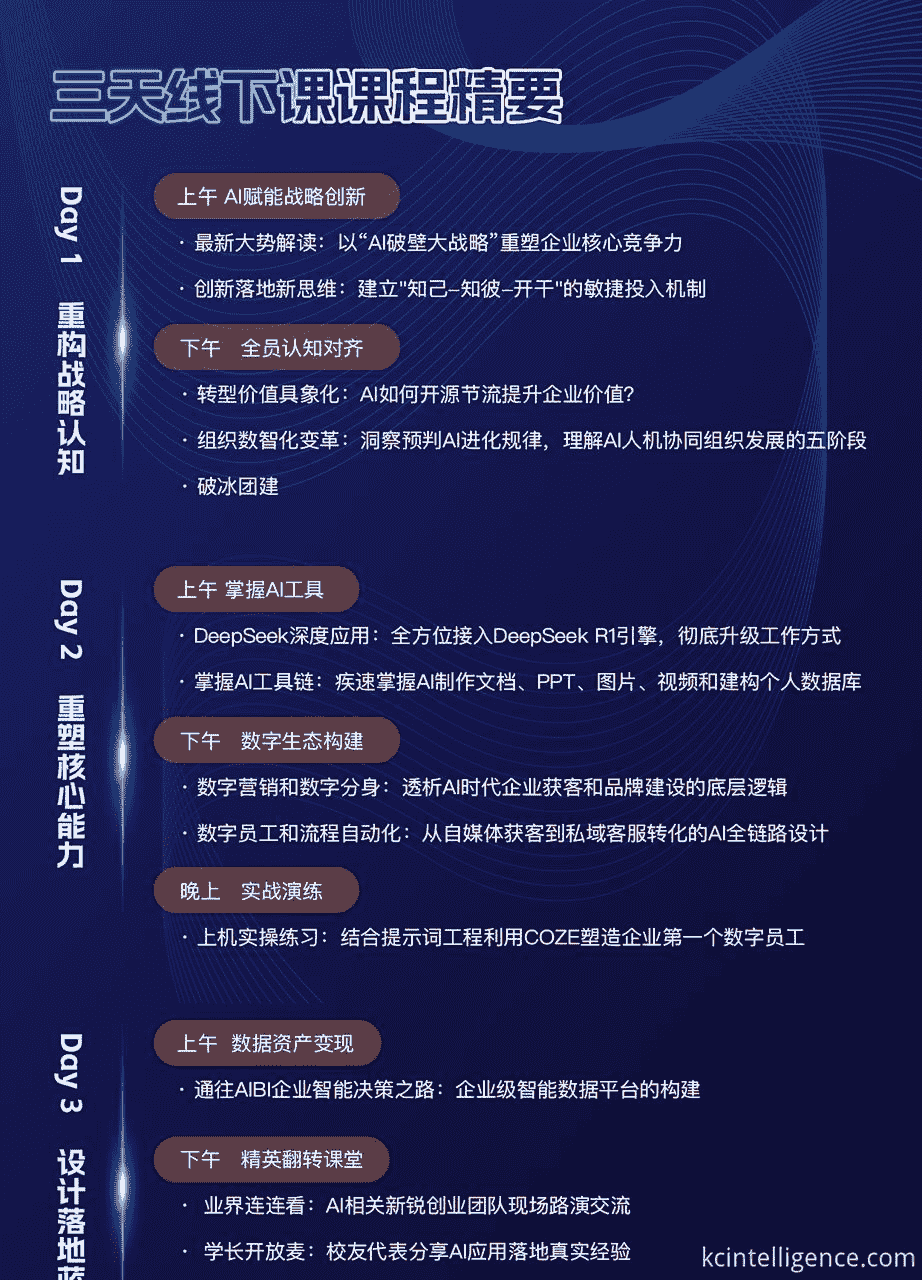 三天线下课课程精要
Day 1 重构战略认知
上午 AI赋能战略创新
· 最新大势解读：以“AI破壁大战略”重塑企业核心竞争力
· 创新落地新思维：建立"知己–知彼–开干"的敏捷投入机制
下午 全员认知对齐
· 转型价值具象化：AI如何开源节流提升企业价值?
· 组织数智化变革：洞察预判AI进化规律，理解AI人机协同组织发展的五阶段
· 破冰团建
Day 2 重塑核心能力
上午 掌握AI工具
· DeepSeek深度应用：全方位接入DeepSeek R1引擎，彻底升级工作方式
· 掌握AI工具链：疾速掌握AI制作文档、PPT、图片、视频和建构个人数据库
下午 数字生态构建
· 数字营销和数字分身：透析AI时代企业获客和品牌建设的底层逻辑
· 数字员工和流程自动化：从自媒体获客到私域客服转化的AI全链路设计
晚上 实战演练
· 上机实操练习：结合提示词工程利用COZE塑造企业第一个数字员工
Day 3 设计落地
上午 数据资产变现
· 通往AIBI企业智能决策之路：企业级智能数据平台的构建
下午 精英翻转课堂
· 业界连连看：AI相关新锐创业团队现场路演交流
· 学长开放麦：校友代表分享AI应用落地真实经验
kcintelligence.com